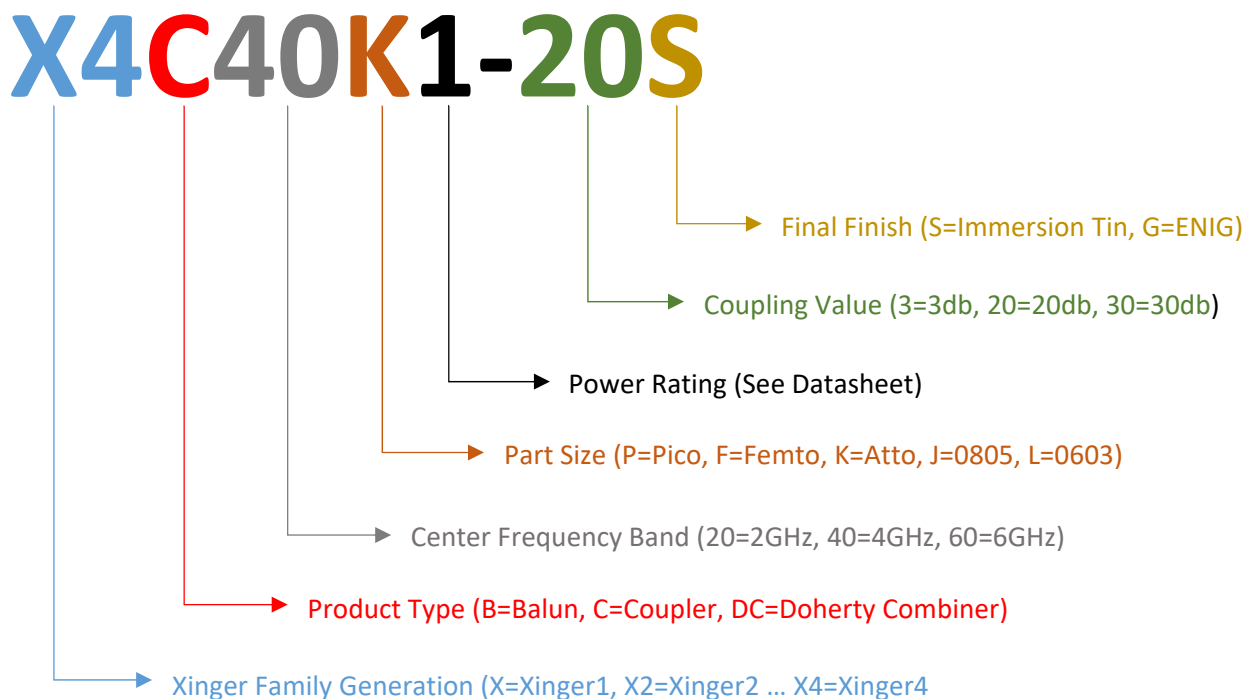 X4C40K1-20S
Final Finish (S=Immersion Tin, G=ENIG)
Coupling Value (3=3db, 20=20db, 30=30db)
Power Rating (See Datasheet)
Part Size (P=Pico, F=Femto, K=Atto, J=0805, L=0603)
Center Frequency Band (20=2GHz, 40=4GHz, 60=6GHz)
Product Type (B=Balun, C=Coupler, DC=Doherty Combiner)
Xinger Family Generation (X=Xinger1, X2=Xinger2 ... X4=Xinger4